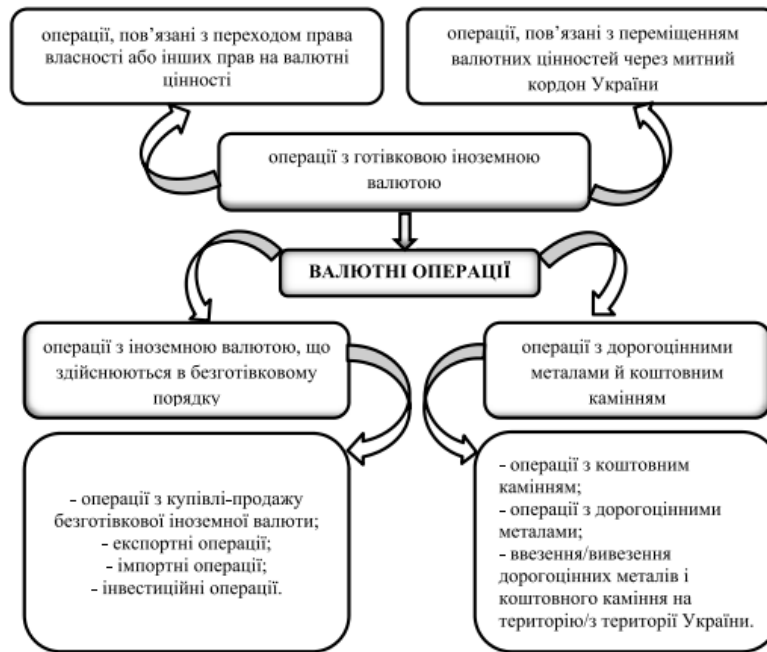 операції, пов’язані з переходом права
власності або інших прав на валютні
цінності
операції, пов’язані з переміщенням
валютних цінностей через митний
кордон України
операції з готівковою іноземною
валютою
ВАЛЮТНІ ОПЕРАЦІЇ
операції з іноземною валютою, що
здійснюються в безготівковому
порядку
операції з дорогоцінними
металами й коштовним
камінням
- операції з купівлі-продажу
безготівкової іноземної валюти;
- експортні операції;
- імпортні операції;
- інвестиційні операції.
- операції з коштовним
камінням;
- операції з дорогоцінними
металами;
- ввезення/вивезення
дорогоцінних металів і
коштовного каміння на
територію/з території України.